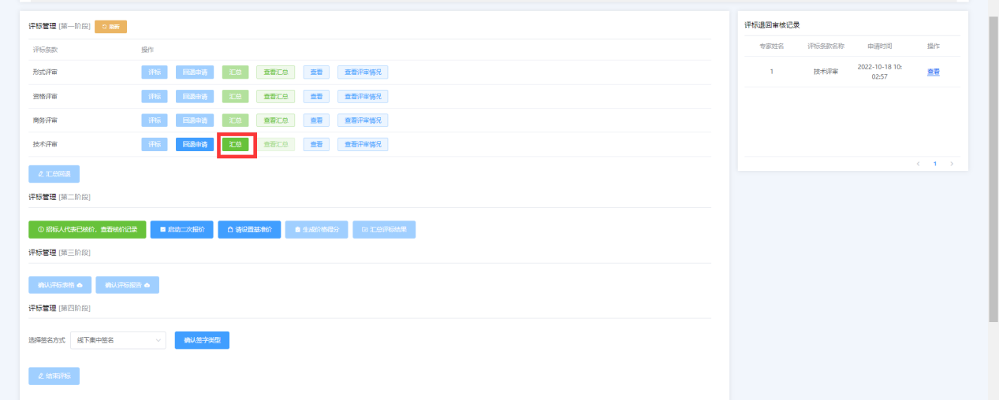 评标管理 [第一阶段] 刷新
评标条款 操作
形式评审 评标 回退申请 汇总 查看汇总 查看 查看评审情况
资格评审 评标 回退申请 汇总 查看汇总 查看 查看评审情况
商务评审 评标 回退申请 汇总 查看汇总 查看 查看评审情况
技术评审 评标 回退申请 汇总 查看汇总 查看 查看评审情况
汇总回退
评标管理 [第二阶段]
招标人代表已核价，查看核价记录 启动二次报价 请设置基准价 生成价格得分 汇总评标结果
评标管理 [第三阶段]
确认评标表格 确认评标报告
评标管理 [第四阶段]
选择签名方式 线下集中签名 确认签字类型
结束评标
评标退回审核记录
专家姓名 评标条款名称 申请时间 操作
1 技术评审 2022-10-18 10: 查看
02:57
< 1 >